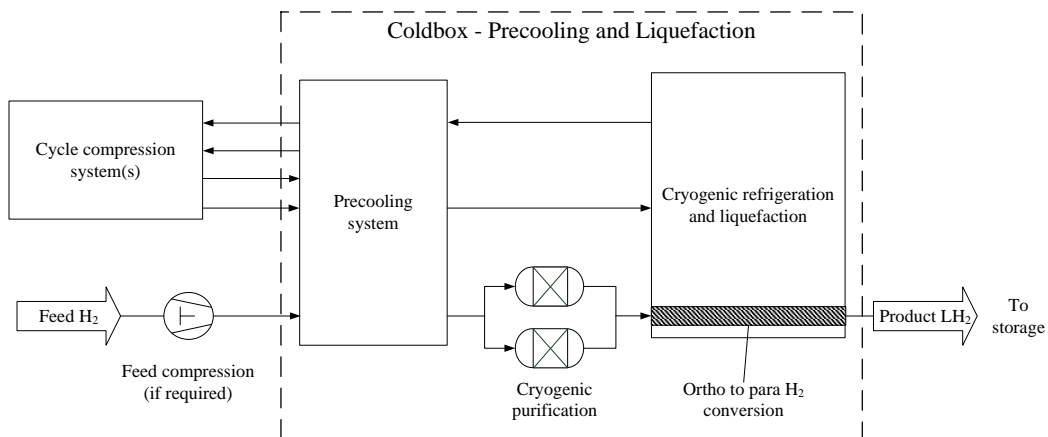 Coldbox - Precooling and Liquefaction
Cycle compression
system(s)
Precooling
system
Cryogenic refrigeration
and liquefaction
Feed H₂
Feed compression
(if required)
Cryogenic
purification
Ortho to para H₂
conversion
Product LH₂
To
storage